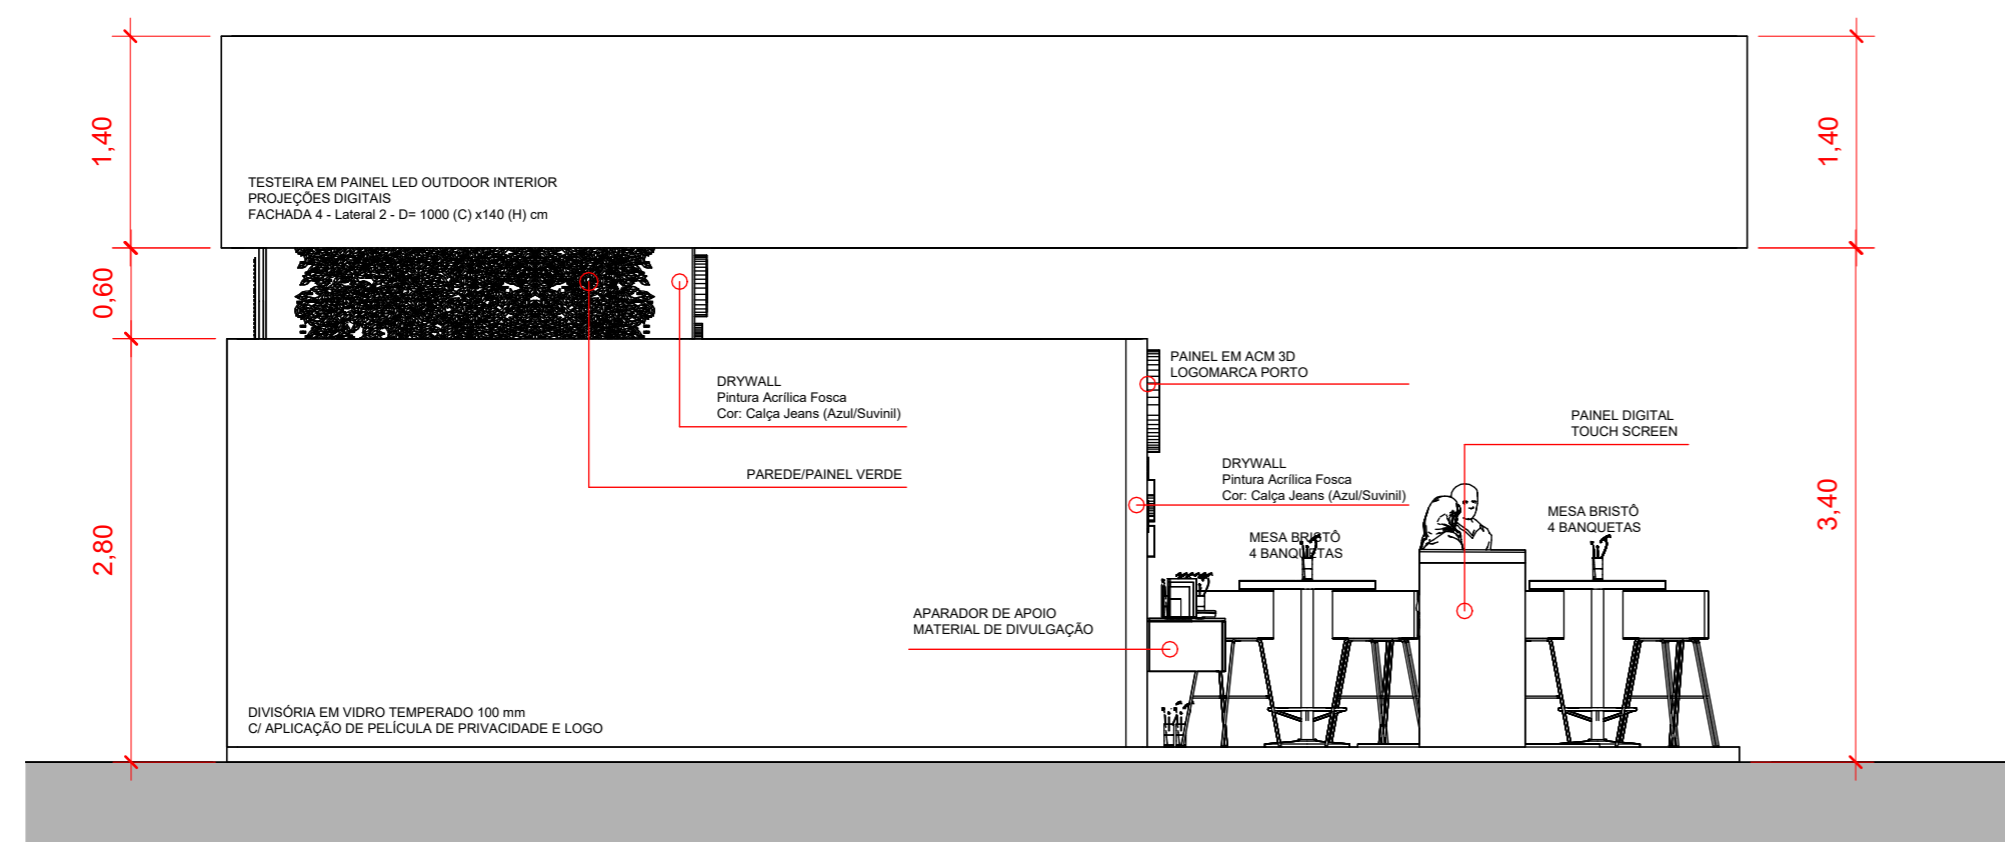 1,40
1,40
TESTEIRA EM PAINEL LED OUTDOOR INTERIOR
PROJEÇÕES DIGITAIS
FACHADA 4 - Lateral 2 - D= 1000 (C) x140 (H) cm
0,60
PAINEL EM ACM 3D
LOGOMARCA PORTO
DRYWALL
Pintura Acrílica Fosca
Cor: Calça Jeans (Azul/Suvinil)
PAINEL DIGITAL
TOUCH SCREEN
PAREDE/PAINEL VERDE
DRYWALL
Pintura Acrílica Fosca
Cor: Calça Jeans (Azul/Suvinil)
2,80
3,40
MESA BRISTÔ
4 BANQUETAS
MESA BRISTÔ
4 BANQUETAS
APARADOR DE APOIO
MATERIAL DE DIVULGAÇÃO
DIVISÓRIA EM VIDRO TEMPERADO 100 mm
C/ APLICAÇÃO DE PELÍCULA DE PRIVACIDADE E LOGO